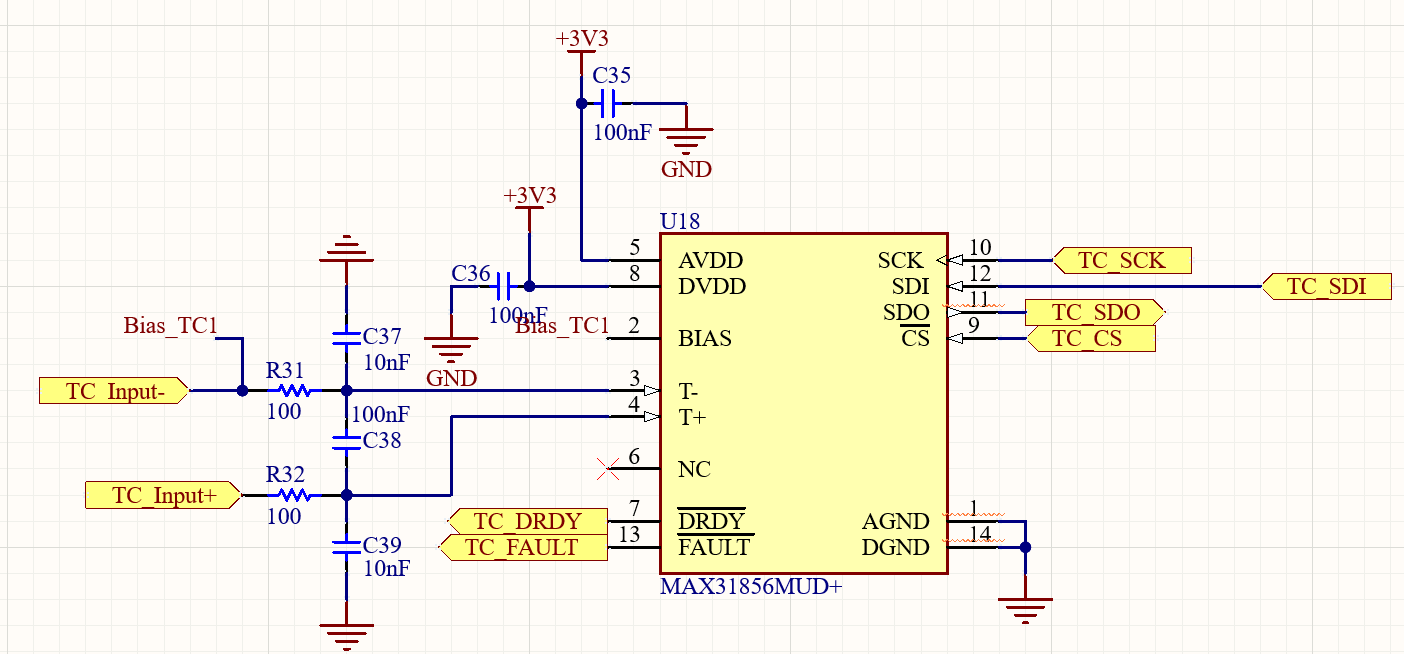 +3V3
C35
100nF
GND
+3V3
U18
5
AVDD
SCK
10
TC_SCK
C36
8
DVDD
SDI
12
TC_SDI
100nF
SDO
11
TC_SDO
Bias_TC1
C37
Bias_TC1
2
BIAS
CS
9
TC_CS
10nF
GND
R31
TC_Input-
100
3
T-
100nF
4
T+
C38
R32
6
NC
TC_Input+
100
TC_DRDY
7
DRDY
AGND
1
C39
TC_FAULT
13
FAULT
DGND
14
10nF
MAX31856MUD+